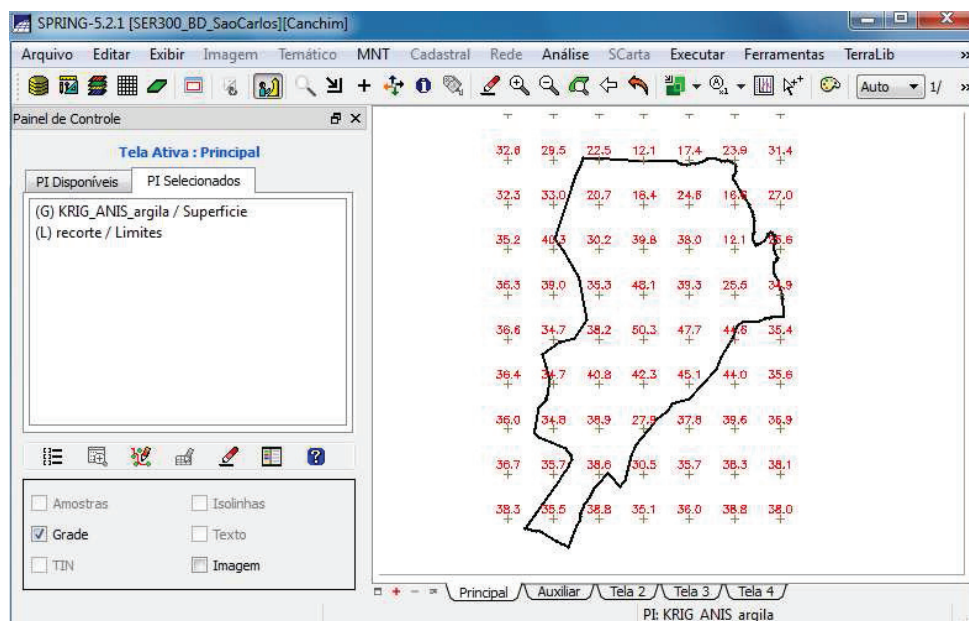 SPRING-5.2.1 [SER300_BD_SaoCarlos][Canchim]
Arquivo Editar Exibir Imagem Temático MNT Cadastral Rede Análise SCarta Executar Ferramentas TerraLib »
Auto 1/ »
Painel de Controle
Tela Ativa : Principal
PI Disponíveis PI Selecionados
(G) KRIG_ANIS_argila / Superficie
(L) recorte / Limites
Amostras Isolinhas
Grade Texto
TIN Imagem
32.6 29.5 22.5 12.1 17.4 23.9 31.4
32.3 33.0 20.7 18.4 24.6 27.0
35.2 30.2 39.8 38.0 12.1
36.3 39.0 35.3 48.1 39.3 25.5 34.9
36.6 34.7 38.2 50.3 47.7 44.6 35.4
36.4 34.7 40.8 42.3 45.1 44.0 35.6
36.0 34.8 38.9 27.9 37.8 39.6 36.9
36.7 35.7 38.6 30.5 35.7 38.3 38.1
38.3 35.5 38.8 35.1 36.0 38.8 38.0
Principal Auxiliar Tela 2 Tela 3 Tela 4
PI: KRIG_ANIS_argila